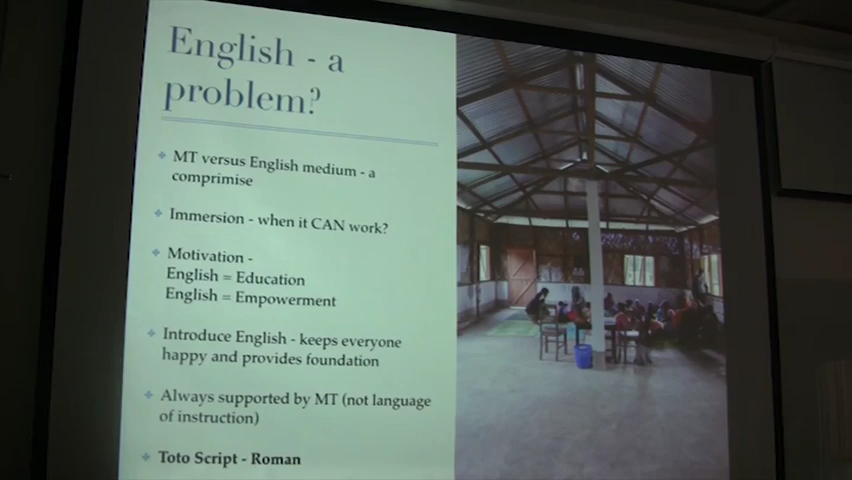 English - a
problem?
MT versus English medium - a
comprimise
Immersion - when it CAN work?
Motivation -
English = Education
English = Empowerment
Introduce English - keeps everyone
happy and provides foundation
Always supported by MT (not language
of instruction)
Toto Script - Roman